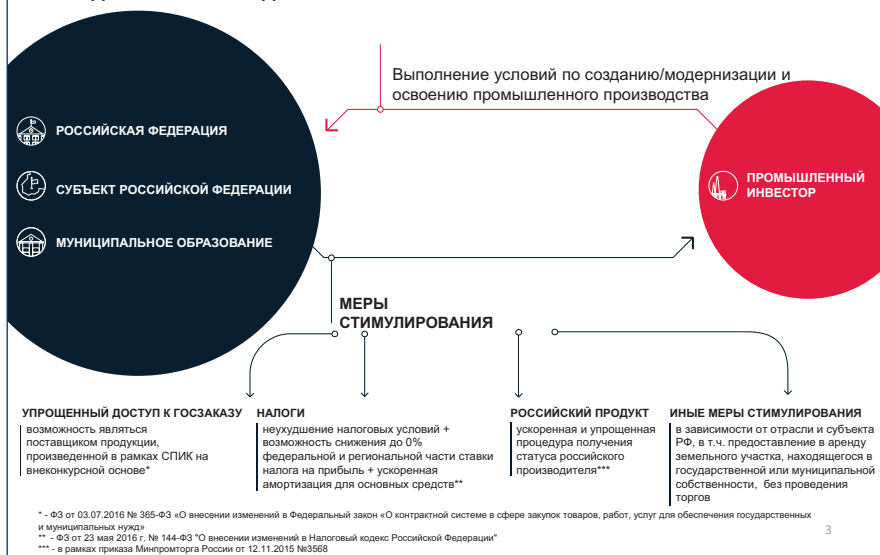 Выполнение условий по созданию/модернизации и
освоению промышленного производства
РОССИЙСКАЯ ФЕДЕРАЦИЯ
СУБЪЕКТ РОССИЙСКОЙ ФЕДЕРАЦИИ
МУНИЦИПАЛЬНОЕ ОБРАЗОВАНИЕ
ПРОМЫШЛЕННЫЙ
ИНВЕСТОР
МЕРЫ
СТИМУЛИРОВАНИЯ
УПРОЩЕННЫЙ ДОСТУП К ГОСЗАКАЗУ
возможность являться
поставщиком продукции,
произведенной в рамках СПИК на
внеконкурсной основе*
НАЛОГИ
неухудшение налоговых условий +
возможность снижения до 0%
федеральной и региональной части ставки
налога на прибыль + ускоренная
амортизация для основных средств**
РОССИЙСКИЙ ПРОДУКТ
ускоренная и упрощенная
процедура получения
статуса российского
производителя***
ИНЫЕ МЕРЫ СТИМУЛИРОВАНИЯ
в зависимости от отрасли и субъекта
РФ, в т.ч. предоставление в аренду
земельного участка, находящегося в
государственной или муниципальной
собственности, без проведения
торгов
* - ФЗ от 03.07.2016 № 365-ФЗ «О внесении изменений в Федеральный закон «О контрактной системе в сфере закупок товаров, работ, услуг для обеспечения государственных
и муниципальных нужд»
** - ФЗ от 23 мая 2016 г. № 144-ФЗ "О внесении изменений в Налоговый кодекс Российской Федерации"
*** - в рамках приказа Минпромторга России от 12.11.2015 №3568
3